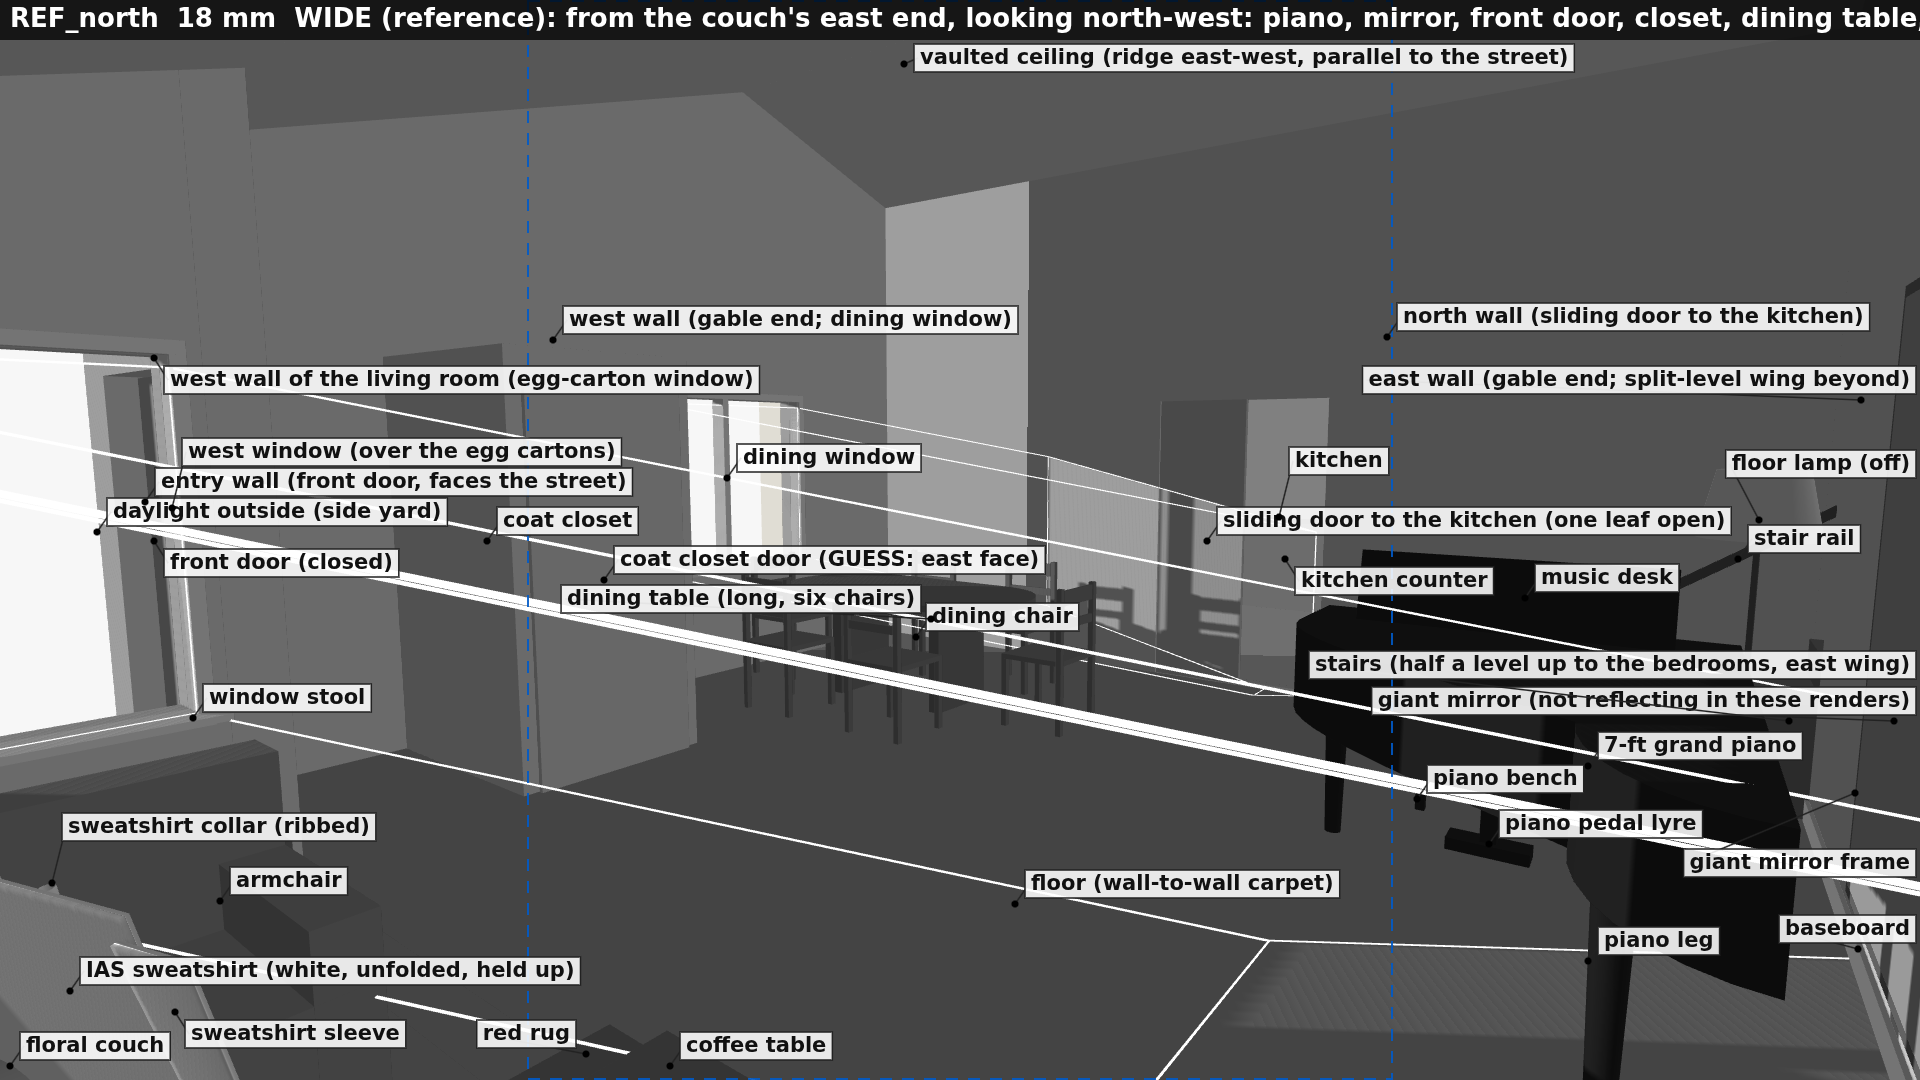 REF_north 18 mm WIDE (reference): from the couch's east end, looking north-west: piano, mirror, front door, closet, dining table,
vaulted ceiling (ridge east-west, parallel to the street)
west wall (gable end; dining window)
north wall (sliding door to the kitchen)
west wall of the living room (egg-carton window)
east wall (gable end; split-level wing beyond)
west window (over the egg cartons)
dining window
kitchen
floor lamp (off)
entry wall (front door, faces the street)
daylight outside (side yard)
coat closet
sliding door to the kitchen (one leaf open)
stair rail
front door (closed)
coat closet door (GUESS: east face)
kitchen counter
music desk
dining table (long, six chairs)
dining chair
stairs (half a level up to the bedrooms, east wing)
window stool
giant mirror (not reflecting in these renders)
7-ft grand piano
piano bench
sweatshirt collar (ribbed)
piano pedal lyre
giant mirror frame
armchair
floor (wall-to-wall carpet)
baseboard
piano leg
IAS sweatshirt (white, unfolded, held up)
sweatshirt sleeve
red rug
floral couch
coffee table